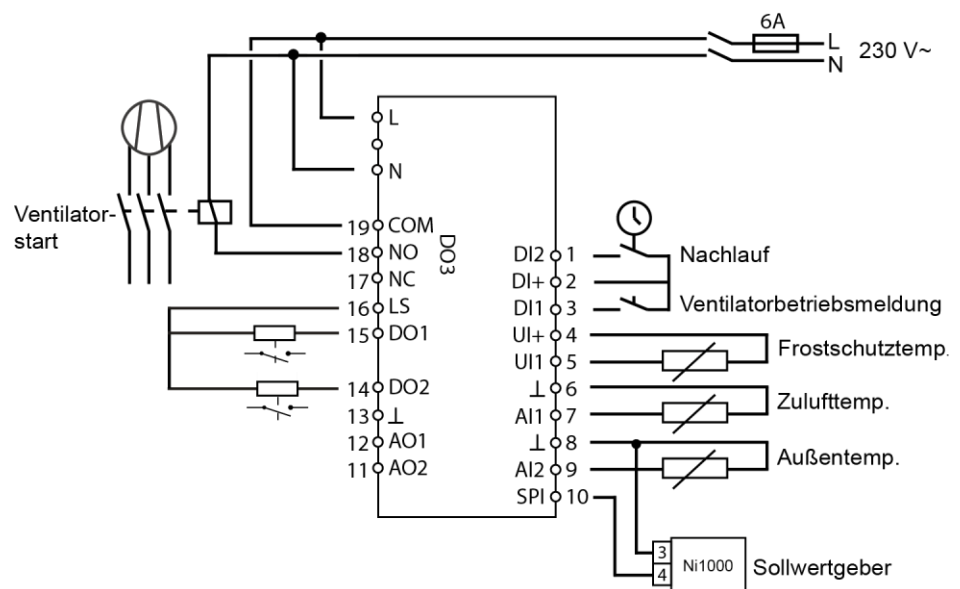 6A
L
N
230 V~
L
N
Ventilator-
start
19 COM
18 NO
17 NC
16 LS
15 DO1
14 DO2
13 ⊥
12 AO1
11 AO2
DO3
DI2 1
DI+ 2
DI1 3
UI+ 4
UI1 5
⊥ 6
AI1 7
⊥ 8
AI2 9
SPI 10
Nachlauf
Ventilatorbetriebsmeldung
Frostschutztemp.
Zulufttemp.
Außentemp.
3
4
Ni1000
Sollwertgeber